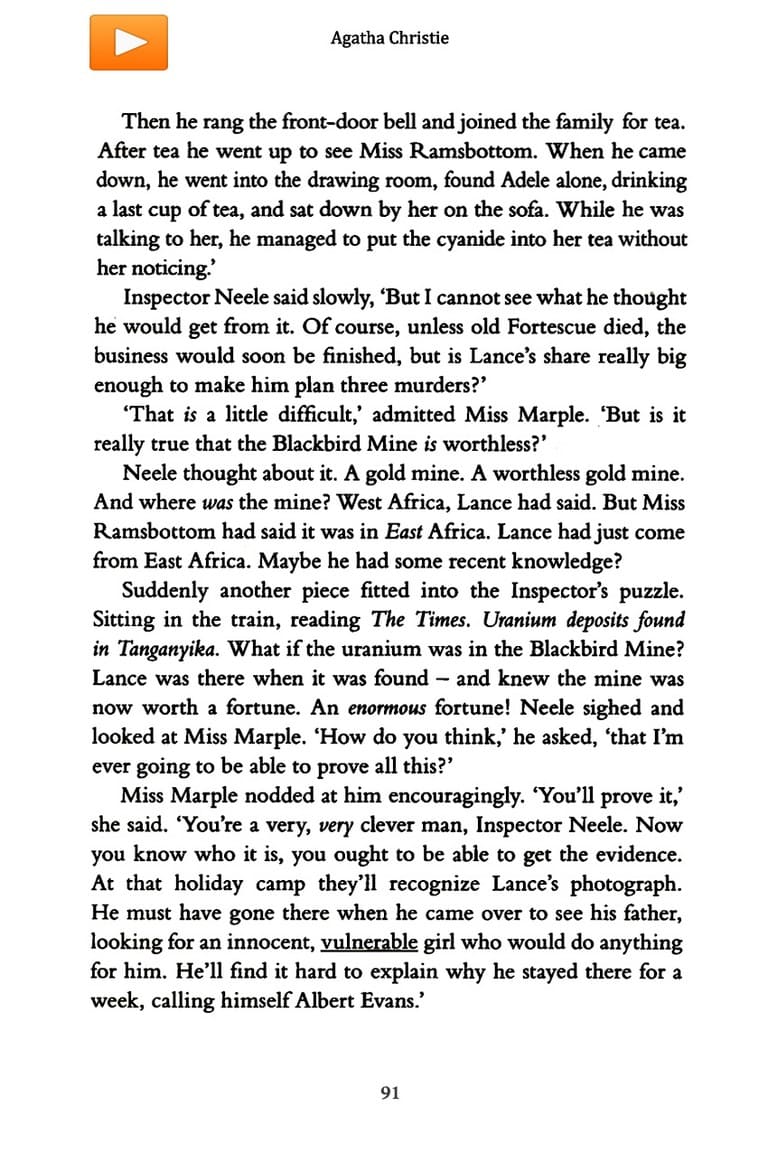 Agatha Christie
Then he rang the front-door bell and joined the family for tea.
After tea he went up to see Miss Ramsbottom. When he came
down, he went into the drawing room, found Adele alone, drinking
a last cup of tea, and sat down by her on the sofa. While he was
talking to her, he managed to put the cyanide into her tea without
her noticing.’
Inspector Neele said slowly, ‘But I cannot see what he thought
he would get from it. Of course, unless old Fortescue died, the
business would soon be finished, but is Lance’s share really big
enough to make him plan three murders?’
‘That is a little difficult,’ admitted Miss Marple. ‘But is it
really true that the Blackbird Mine is worthless?’
Neele thought about it. A gold mine. A worthless gold mine.
And where was the mine? West Africa, Lance had said. But Miss
Ramsbottom had said it was in East Africa. Lance had just come
from East Africa. Maybe he had some recent knowledge?
Suddenly another piece fitted into the Inspector’s puzzle.
Sitting in the train, reading The Times. Uranium deposits found
in Tanganyika. What if the uranium was in the Blackbird Mine?
Lance was there when it was found – and knew the mine was
now worth a fortune. An enormous fortune! Neele sighed and
looked at Miss Marple. ‘How do you think,’ he asked, ‘that I’m
ever going to be able to prove all this?’
Miss Marple nodded at him encouragingly. ‘You’ll prove it,’
she said. ‘You’re a very, very clever man, Inspector Neele. Now
you know who it is, you ought to be able to get the evidence.
At that holiday camp they’ll recognize Lance’s photograph.
He must have gone there when he came over to see his father,
looking for an innocent, vulnerable girl who would do anything
for him. He’ll find it hard to explain why he stayed there for a
week, calling himself Albert Evans.’
91